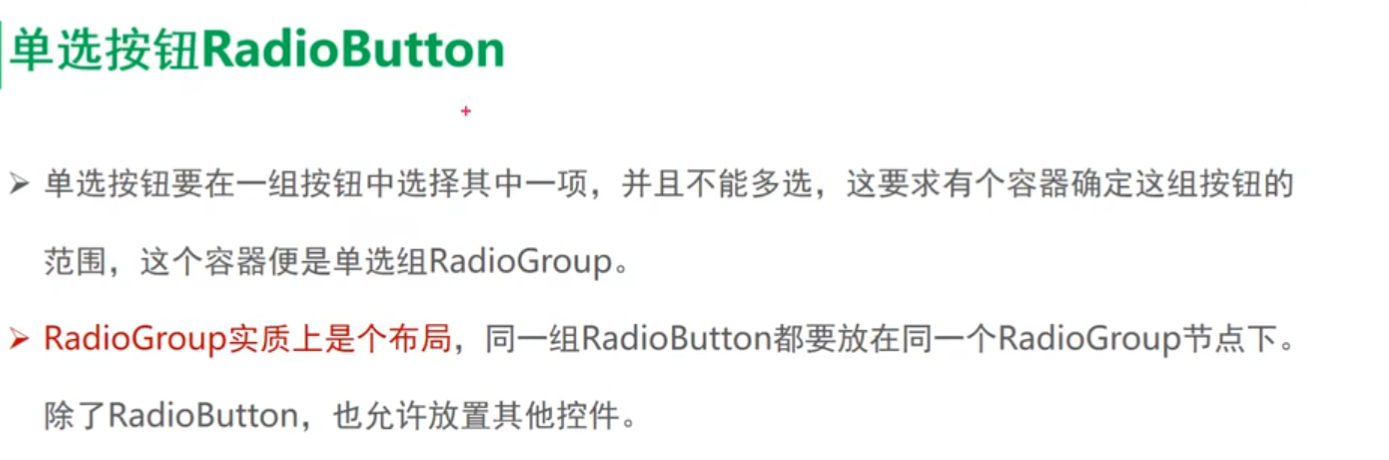 单选按钮RadioButton
➢ 单选按钮要在一组按钮中选择其中一项，并且不能多选，这要求有个容器确定这组按钮的
范围，这个容器便是单选组RadioGroup。
➢ RadioGroup实质上是个布局，同一组RadioButton都要放在同一个RadioGroup节点下。
除了RadioButton，也允许放置其他控件。